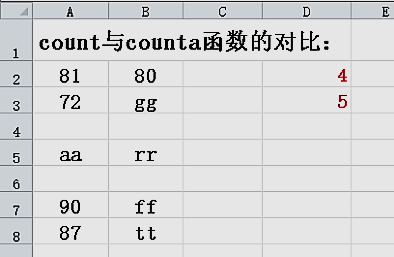 A B C D E
1 count与counta函数的对比：
2 81 80 4
3 72 gg 5
4
5 aa rr
6
7 90 ff
8 87 tt